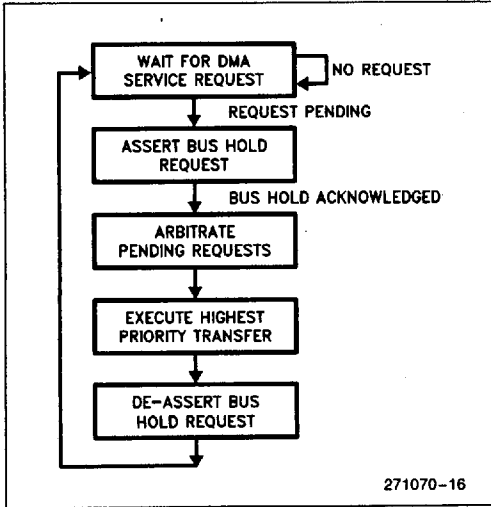 WAIT FOR DMA
SERVICE REQUEST
NO REQUEST
REQUEST PENDING
ASSERT BUS HOLD
REQUEST
BUS HOLD ACKNOWLEDGED
ARBITRATE
PENDING REQUESTS
EXECUTE HIGHEST
PRIORITY TRANSFER
DE-ASSERT BUS
HOLD REQUEST
271070-16